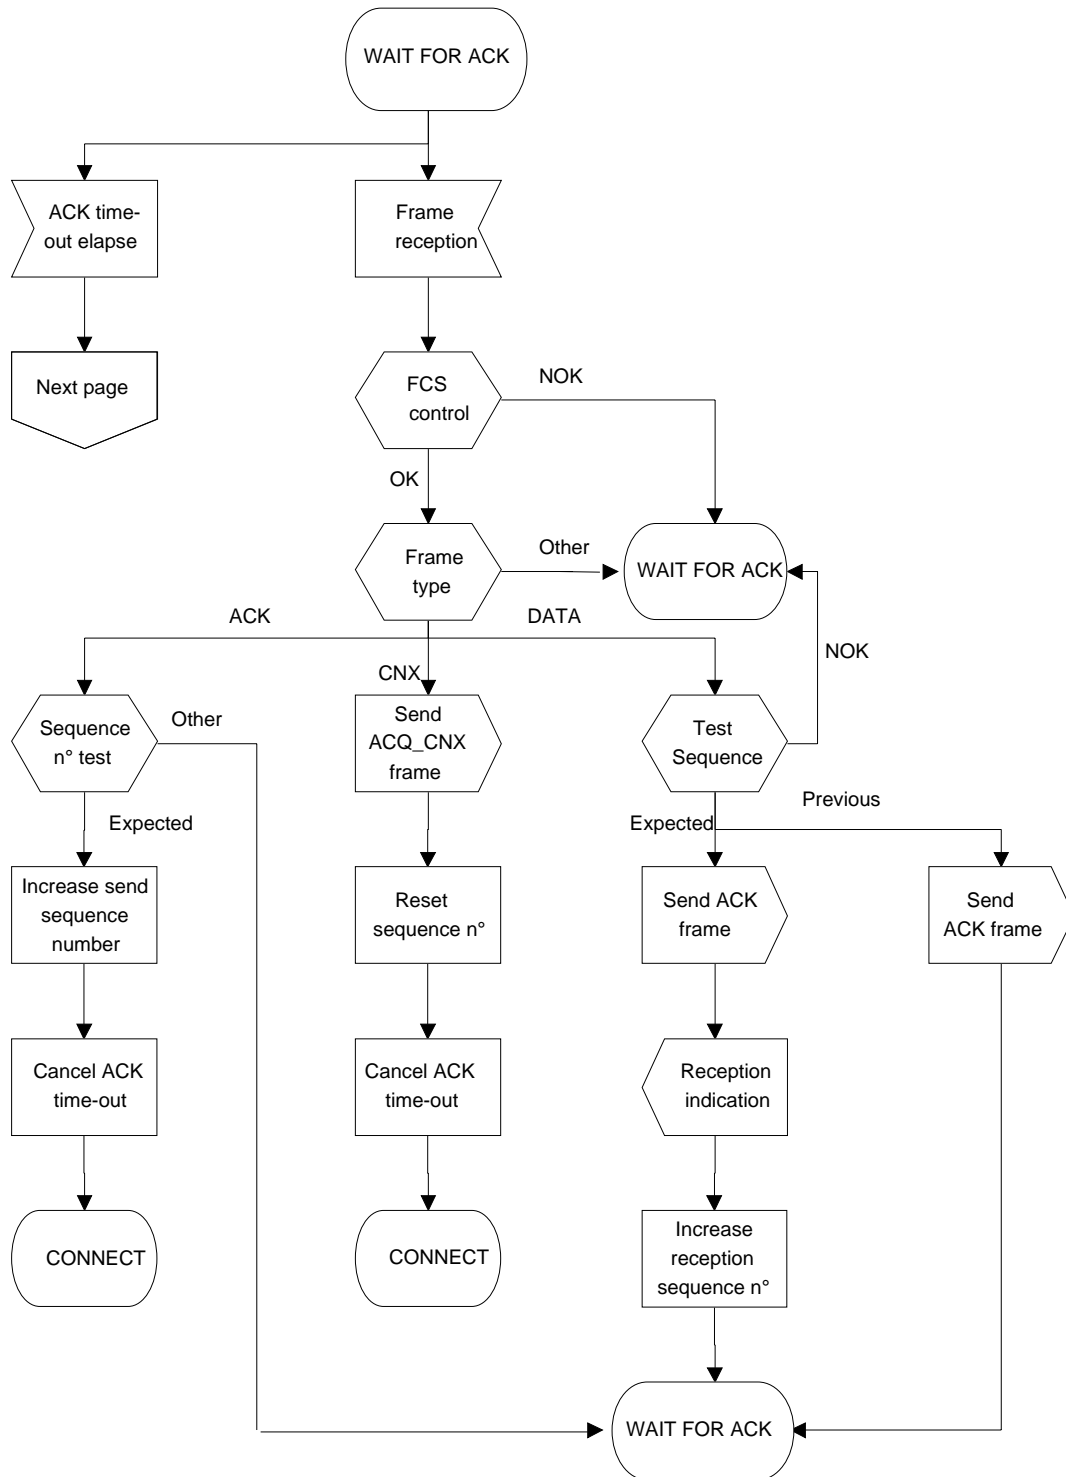 WAIT FOR ACK
ACK time-
out elapse
Frame
reception
Next page
FCS
control
NOK
OK
Frame
type
Other
WAIT FOR ACK
ACK
DATA
CNX
NOK
Sequence
n° test
Other
Send
ACQ_CNX
frame
Test
Sequence
Previous
Expected
Expected
Increase send
sequence
number
Reset
sequence n°
Send ACK
frame
Send
ACK frame
Cancel ACK
time-out
Cancel ACK
time-out
Reception
indication
CONNECT
CONNECT
Increase
reception
sequence n°
WAIT FOR ACK